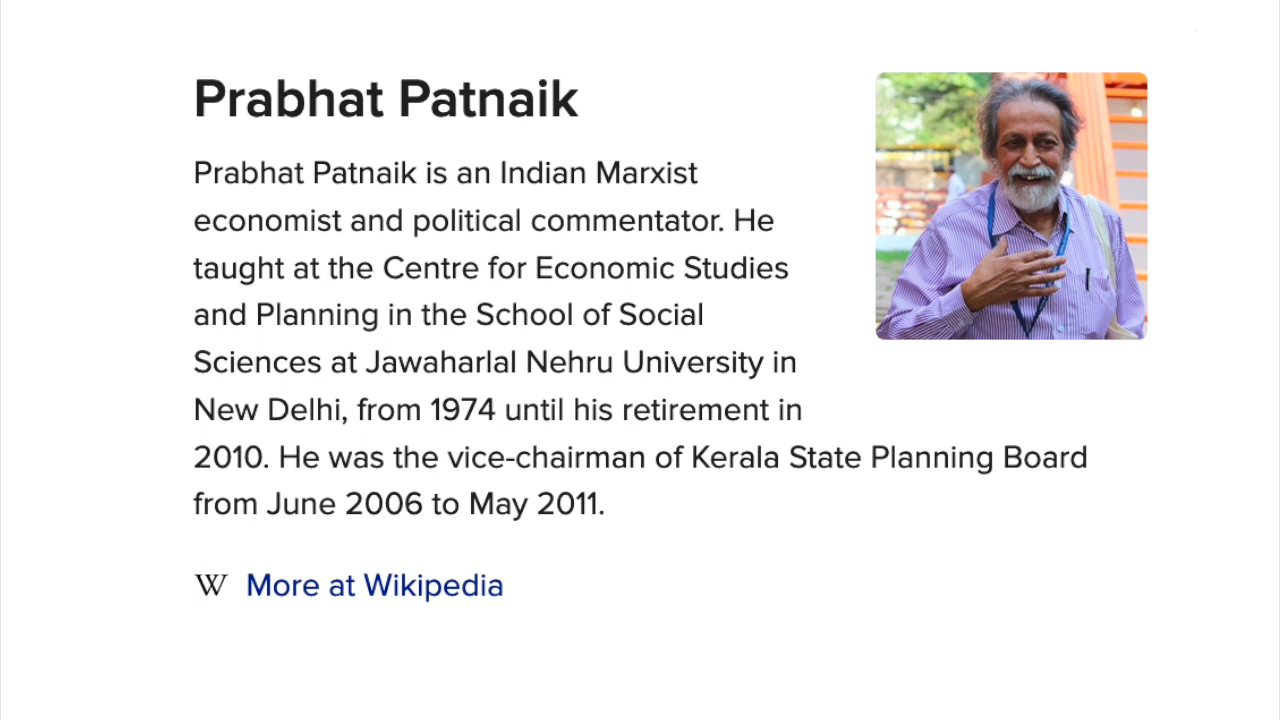 Prabhat Patnaik
Prabhat Patnaik is an Indian Marxist
economist and political commentator. He
taught at the Centre for Economic Studies
and Planning in the School of Social
Sciences at Jawaharlal Nehru University in
New Delhi, from 1974 until his retirement in
2010. He was the vice-chairman of Kerala State Planning Board
from June 2006 to May 2011.
W More at Wikipedia